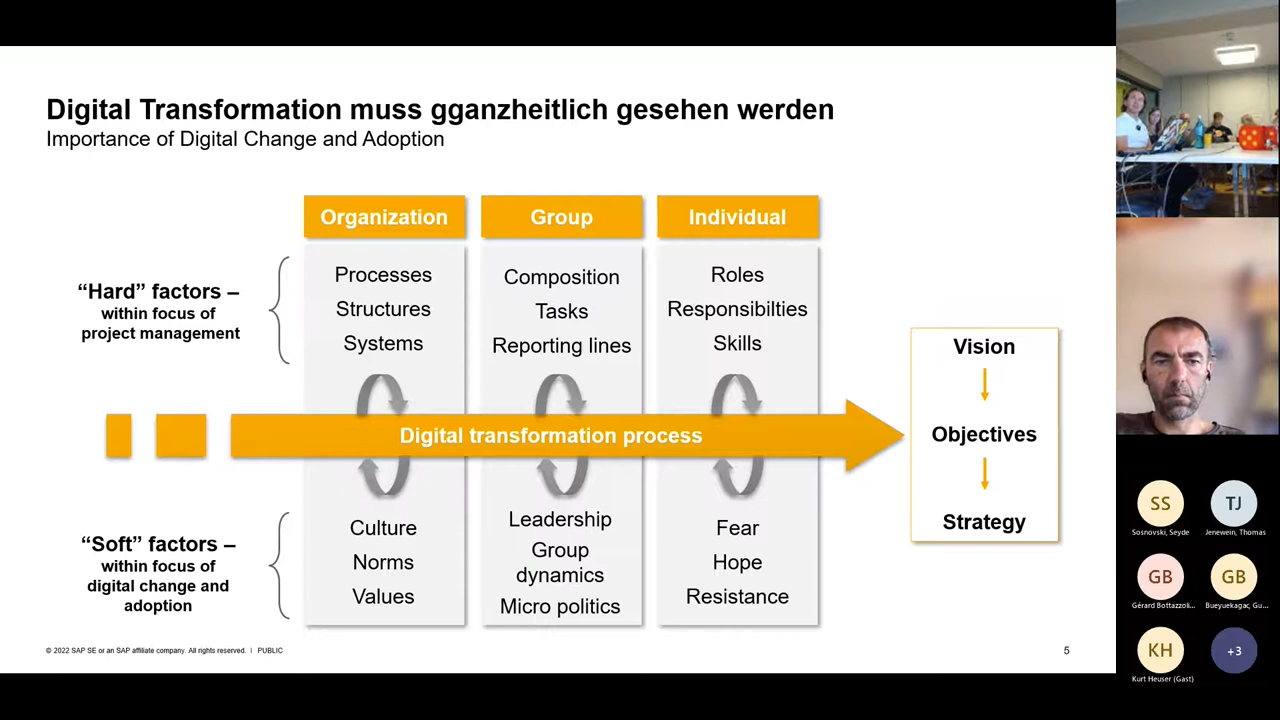 Digital Transformation muss gganzheitlich gesehen werden
Importance of Digital Change and Adoption
Organization
Group
Individual
“Hard” factors –
within focus of
project management
Processes
Structures
Systems
Composition
Tasks
Reporting lines
Roles
Responsibilties
Skills
Digital transformation process
Vision
Objectives
Strategy
“Soft” factors –
within focus of
digital change and
adoption
Culture
Norms
Values
Leadership
Group
dynamics
Micro politics
Fear
Hope
Resistance
© 2022 SAP SE or an SAP affiliate company. All rights reserved. | PUBLIC
5
SS
Sosnovski, Seyde
TJ
Jenewein, Thomas
GB
Gérard Bottazzoli...
GB
Bueyuekagac, Gu...
KH
Kurt Heuser (Gast)
+3